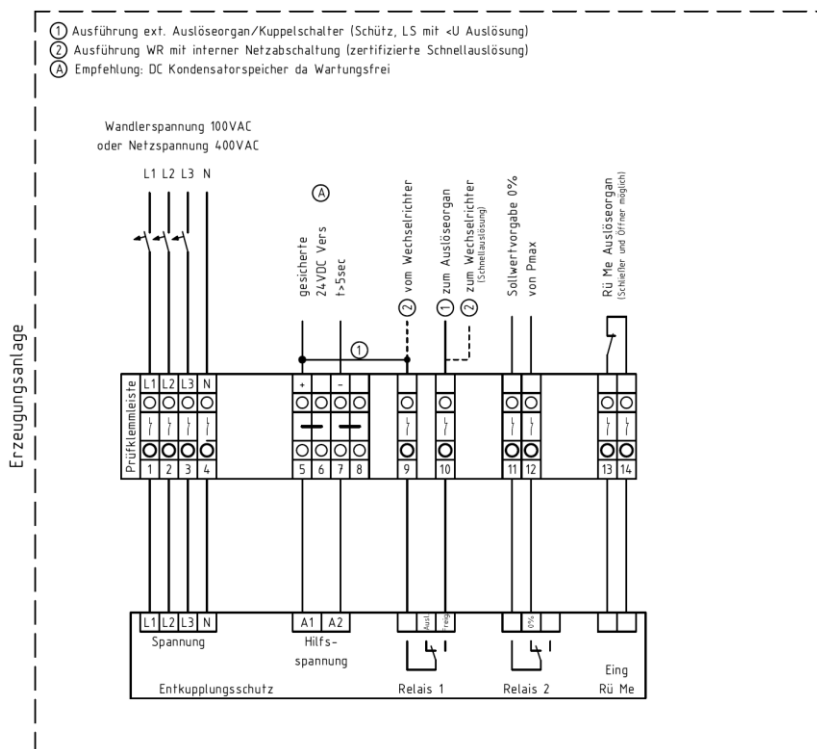 ① Ausführung ext. Auslöseorgan/Kuppelschalter (Schütz, LS mit <U Auslösung)
② Ausführung WR mit interner Netzabschaltung (zertifizierte Schnellauslösung)
Ⓐ Empfehlung: DC Kondensatorspeicher da Wartungsfrei
Wandlerspannung 100VAC
oder Netzspannung 400VAC
L1 L2 L3 N
Ⓐ
gesicherte
24VDC Vers
t>5sec
② vom Wechselrichter
① zum Auslöseorgan
② zum Wechselrichter
(Schnellauslösung)
Sollwertvorgabe 0%
von Pmax
Rü Me Auslöseorgan
(Schließer und Öffner möglich)
①
Erzeugungsanlage
Prüfklemmleiste
L1 L2 L3 N + -
1 2 3 4 5 6 7 8 9 10 11 12 13 14
L1 L2 L3 N A1 A2 Ausl. Freig. 0%
Spannung
Hilfs-
spannung
Entkupplungsschutz
Relais 1
Relais 2
Eing
Rü Me